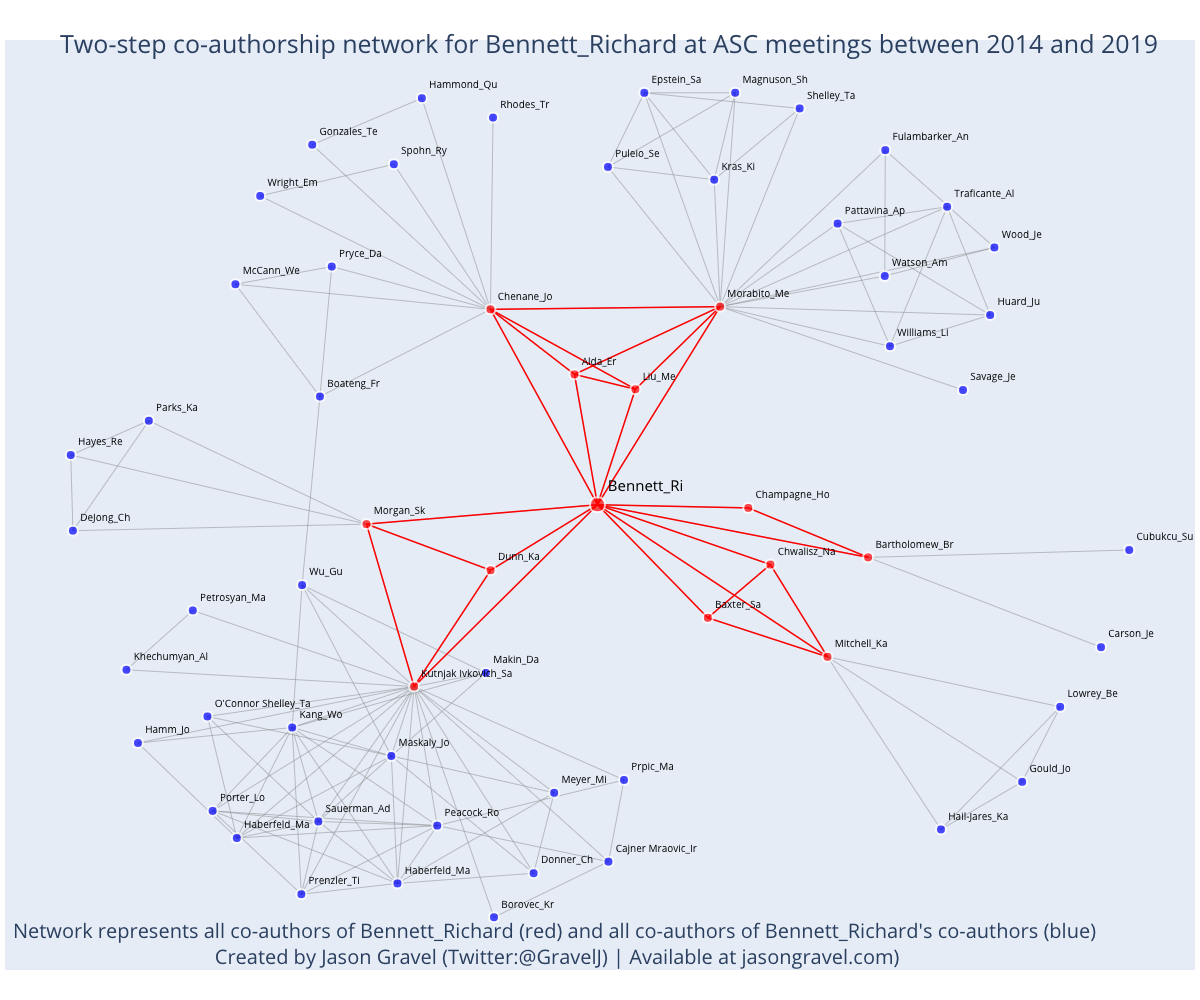 Two-step co-authorship network for Bennett_Richard at ASC meetings between 2014 and 2019
Epstein_Sa
Magnuson_Sh
Hammond_Qu
Shelley_Ta
Rhodes_Tr
Gonzales_Te
Fulambarker_An
Spohn_Ry
Puleio_Se
Kras_Ki
Wright_Em
Traficante_Al
Pattavina_Ap
Wood_Je
Pryce_Da
Watson_Am
McCann_We
Chenane_Jo
Morabito_Me
Huard_Ju
Williams_Li
Alda_Er
Liu_Me
Savage_Je
Boateng_Fr
Parks_Ka
Hayes_Re
Bennett_Ri
Champagne_Ho
Morgan_Sk
DeJong_Ch
Cubukcu_Su
Bartholomew_Br
Chwalisz_Na
Dunn_Ka
Wu_Gu
Petrosyan_Ma
Baxter_Sa
Carson_Je
Mitchell_Ka
Khechumyan_Al
Makin_Da
Kutnjak Ivkovich_Sa
Lowrey_Be
O'Connor Shelley_Ta
Kang_Wo
Hamm_Jo
Maskaly_Jo
Prpic_Ma
Gould_Jo
Meyer_Mi
Porter_Lo
Sauerman_Ad
Peacock_Ro
Hail-Jares_Ka
Haberfeld_Ma
Cajner Mraovic_Ir
Donner_Ch
Haberfeld_Ma
Prenzler_Ti
Borovec_Kr
Network represents all co-authors of Bennett_Richard (red) and all co-authors of Bennett_Richard's co-authors (blue)
Created by Jason Gravel (Twitter:@GravelJ) | Available at jasongravel.com)